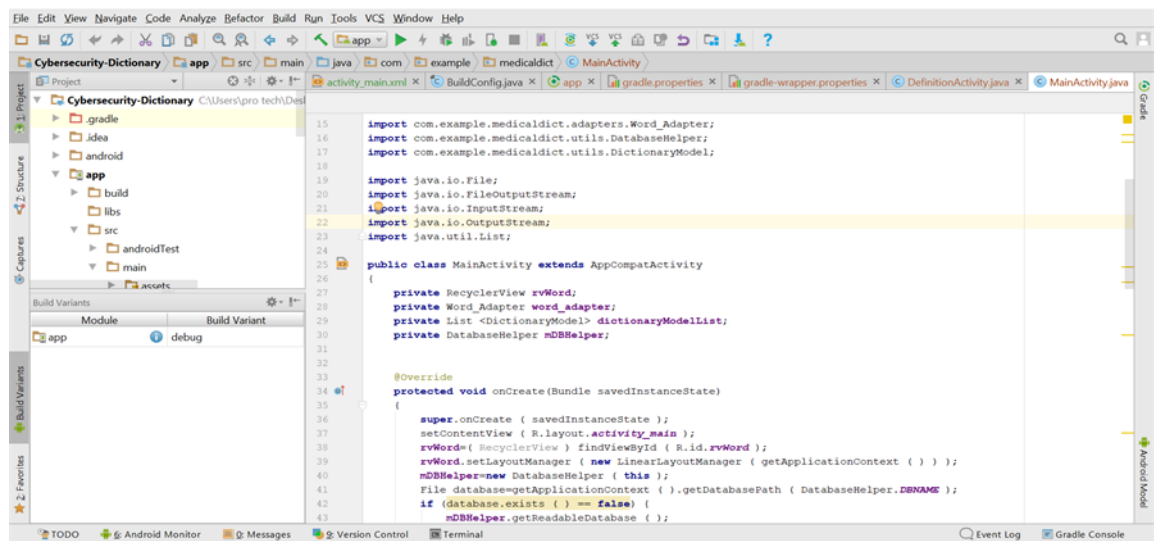 File Edit View Navigate Code Analyze Refactor Build Run Tools VCS Window Help
app
Cybersecurity-Dictionary app src main java com example medicaldict MainActivity
Project
activity_main.xml BuildConfig.java app gradle.properties gradle-wrapper.properties DefinitionActivity.java MainActivity.java
1: Project
Z: Structure
Captures
Build Variants
2: Favorites
Cybersecurity-Dictionary C:\Users\pro tech\Desl
.gradle
.idea
android
app
build
libs
src
androidTest
main
assets
Build Variants
Module Build Variant
app debug
15 import com.example.medicaldict.adapters.Word_Adapter;
16 import com.example.medicaldict.utils.DatabaseHelper;
17 import com.example.medicaldict.utils.DictionaryModel;
18
19 import java.io.File;
20 import java.io.FileOutputStream;
21 import java.io.InputStream;
22 import java.io.OutputStream;
23 import java.util.List;
24
25 public class MainActivity extends AppCompatActivity
26 {
27 private RecyclerView rvWord;
28 private Word_Adapter word_adapter;
29 private List <DictionaryModel> dictionaryModelList;
30 private DatabaseHelper mDBHelper;
31
32
33 @Override
34 protected void onCreate(Bundle savedInstanceState)
35 {
36 super.onCreate ( savedInstanceState );
37 setContentView ( R.layout.activity_main );
38 rvWord=( RecyclerView ) findViewById ( R.id.rvWord );
39 rvWord.setLayoutManager ( new LinearLayoutManager ( getApplicationContext ( ) ) );
40 mDBHelper=new DatabaseHelper ( this );
41 File database=getApplicationContext ( ).getDatabasePath ( DatabaseHelper.DBNAME );
42 if (database.exists ( ) == false) {
43 mDBHelper.getReadableDatabase ( );
Gradle
Android Model
TODO 6: Android Monitor 0: Messages 9: Version Control Terminal Event Log Gradle Console